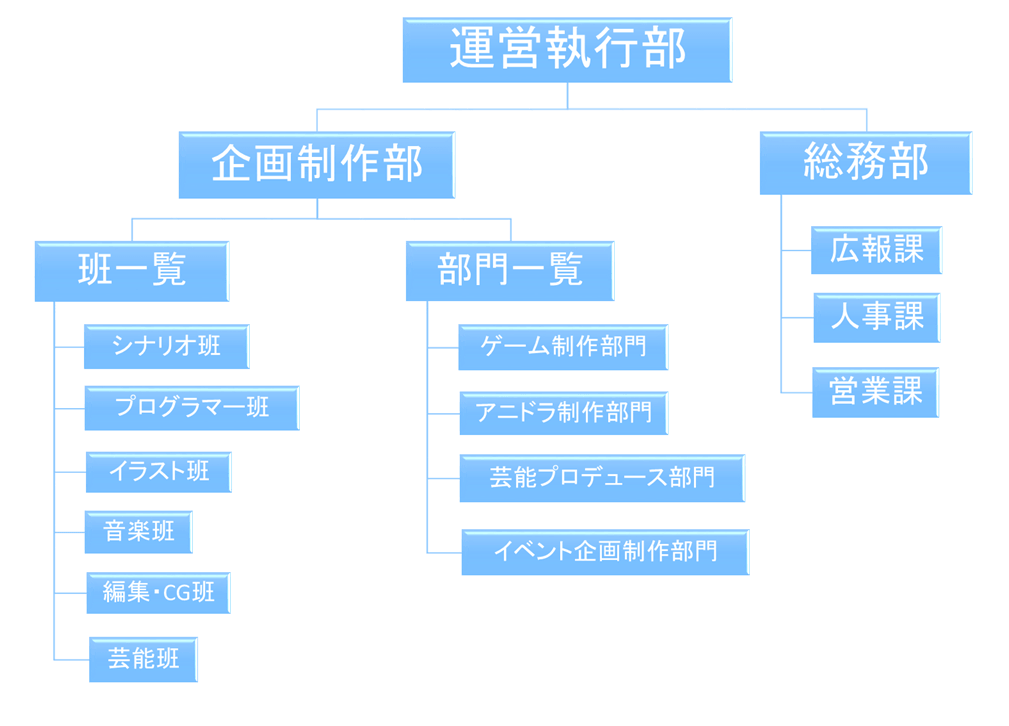 運営執行部
企画制作部
総務部
班一覧
部門一覧
広報課
人事課
営業課
シナリオ班
プログラマー班
イラスト班
音楽班
編集・CG班
芸能班
ゲーム制作部門
アニドラ制作部門
芸能プロデュース部門
イベント企画制作部門